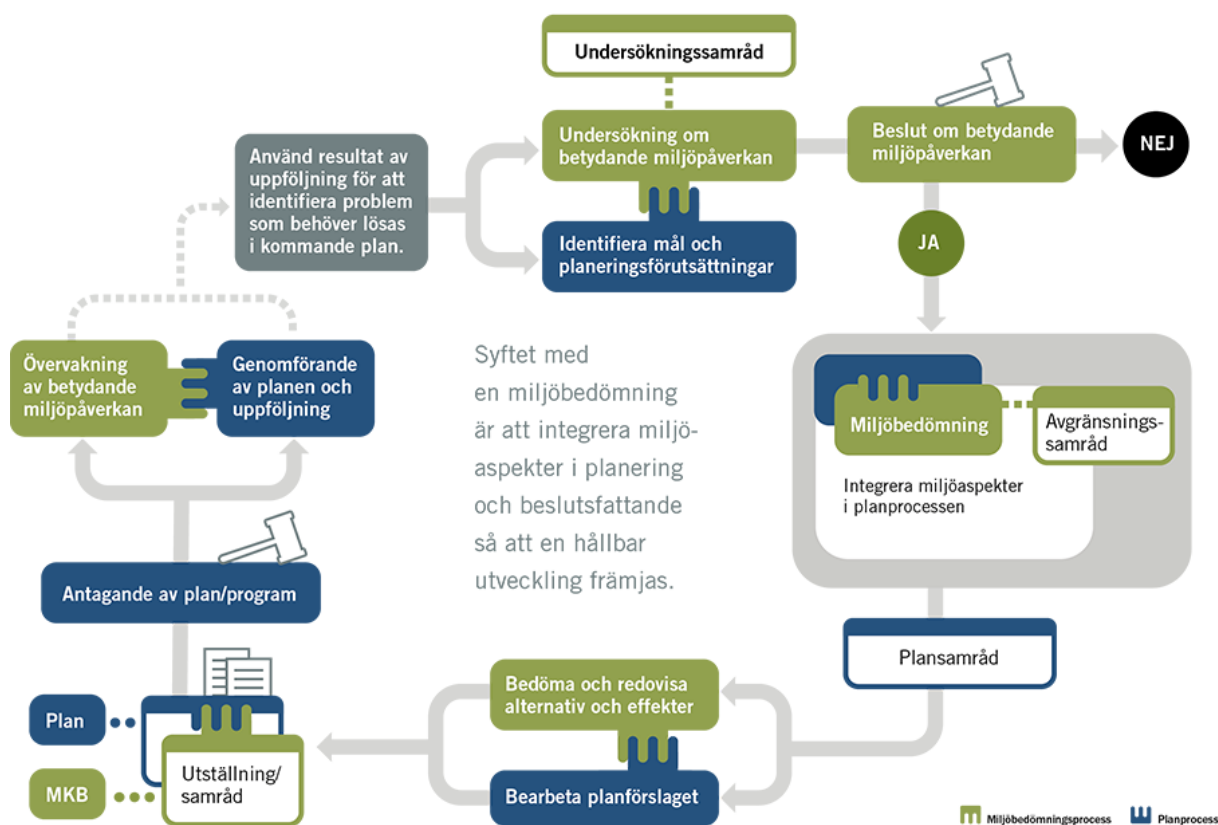 Undersökningssamråd
Undersökning om
betydande miljöpåverkan
Beslut om betydande
miljöpåverkan
NEJ
JA
Använd resultat av
uppföljning för att
identifiera problem
som behöver lösas
i kommande plan.
Identifiera mål och
planeringsförutsättningar
Övervakning
av betydande
miljöpåverkan
Genomförande
av planen och
uppföljning
Syftet med
en miljöbedömning
är att integrera miljö-
aspekter i planering
och beslutsfattande
så att en hållbar
utveckling främjas.
Miljöbedömning
Avgränsnings-
samråd
Integrera miljöaspekter
i planprocessen
Antagande av plan/program
Plansamråd
Bedöma och redovisa
alternativ och effekter
Bearbeta planförslaget
Plan
MKB
Utställning/
samråd
Miljöbedömningsprocess
Planprocess